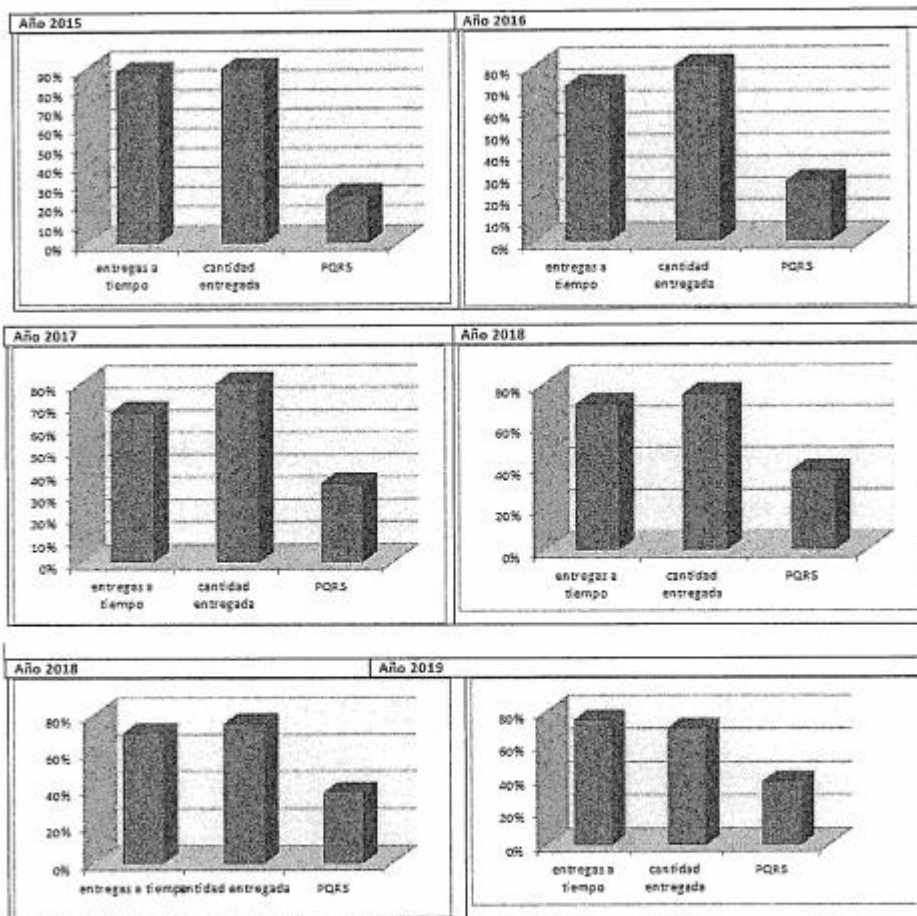 Año 2015
90%
80%
70%
60%
50%
40%
30%
20%
10%
0%
entregas a tiempo
cantidad entregada
PQRS
Año 2016
80%
70%
60%
50%
40%
30%
20%
10%
0%
entregas a tiempo
cantidad entregada
PQRS
Año 2017
80%
70%
60%
50%
40%
30%
20%
10%
0%
entregas a tiempo
cantidad entregada
PQRS
Año 2018
80%
60%
40%
20%
0%
entregas a tiempo
cantidad entregada
PQRS
Año 2018
80%
60%
40%
20%
0%
entregas a tiempo
cantidad entregada
PQRS
Año 2019
80%
60%
40%
20%
0%
entregas a tiempo
cantidad entregada
PQRS